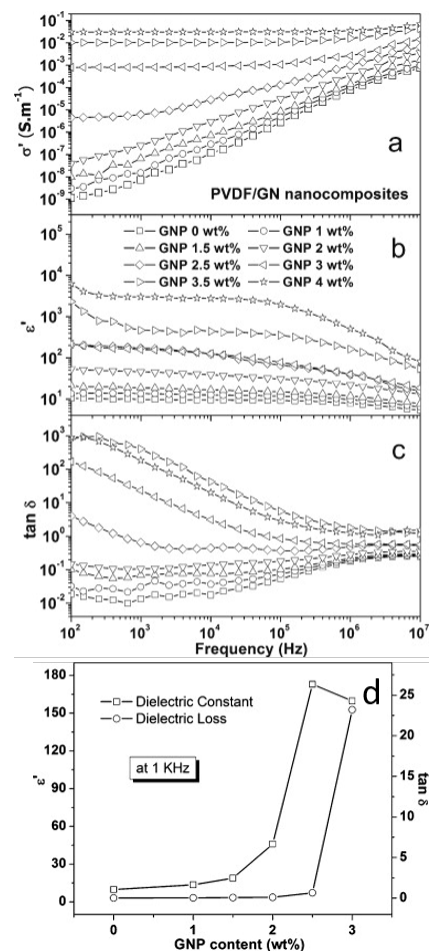 10⁻¹
10⁻²
10⁻³
10⁻⁴
10⁻⁵
10⁻⁶
10⁻⁷
10⁻⁸
10⁻⁹
σ' (S.m⁻¹)
a
PVDF/GN nanocomposites
b
GNP 0 wt% GNP 1 wt%
GNP 1.5 wt% GNP 2 wt%
GNP 2.5 wt% GNP 3 wt%
GNP 3.5 wt% GNP 4 wt%
10⁵
10⁴
10³
10²
10¹
ε'
c
10³
10²
10¹
10⁰
10⁻¹
10⁻²
tan δ
10² 10³ 10⁴ 10⁵ 10⁶ 10⁷
Frequency (Hz)
d
Dielectric Constant
Dielectric Loss
at 1 KHz
180
150
120
90
60
30
0
ε'
25
20
15
10
5
0
tan δ
0 1 2 3
GNP content (wt%)